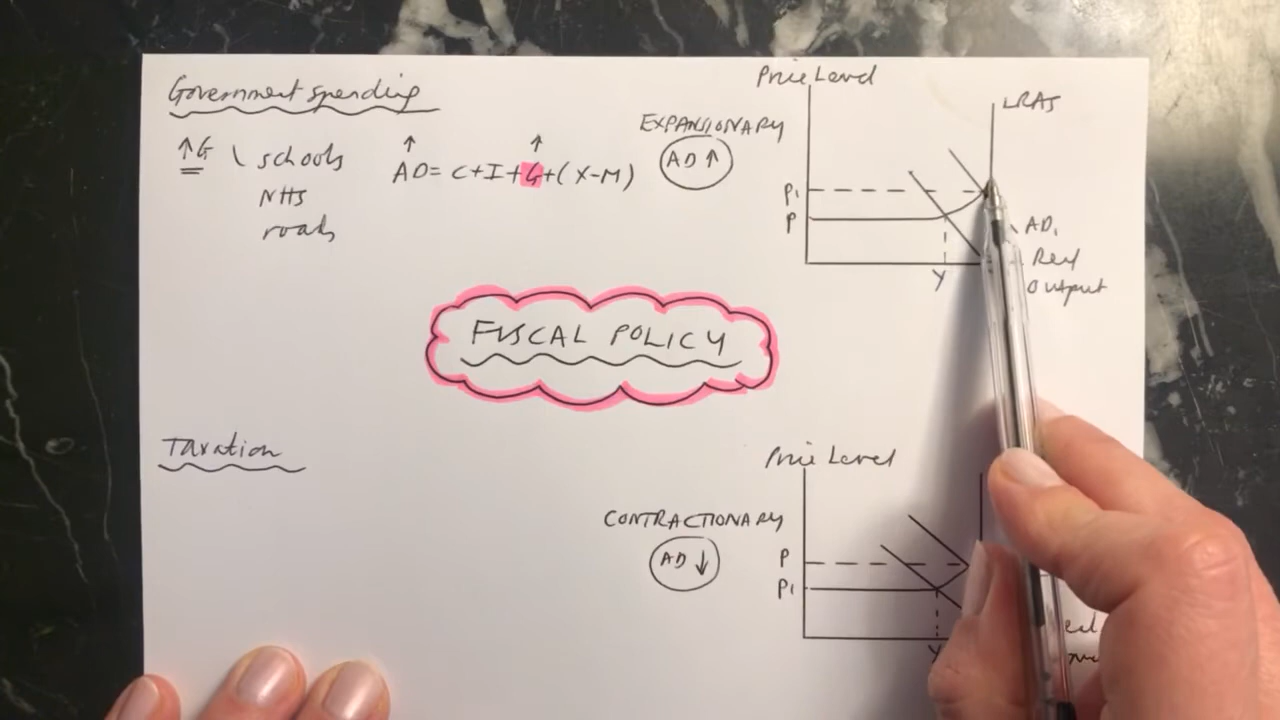 Government spending
↑G
schools
NHS
roads
↑ ↑
AD = C+I+G+(X-M)
EXPANSIONARY
AD ↑
Price Level
LRAS
P1
P
AD1
Y
Real
Output
FISCAL POLICY
Taxation
CONTRACTIONARY
AD ↓
Price Level
P
P1